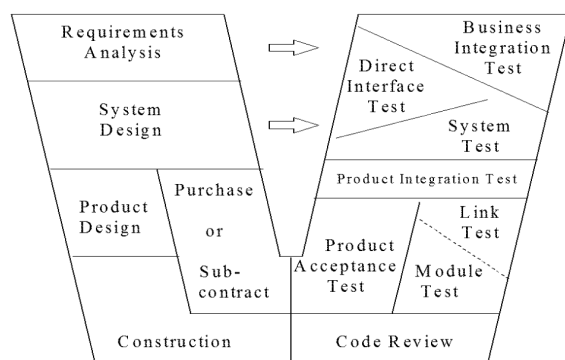 Requirements
Analysis
System
Design
Product
Design
Purchase
or
Sub-
contract
Construction
Business
Integration
Test
Direct
Interface
Test
System
Test
Product Integration Test
Link
Test
Product
Acceptance
Test
Module
Test
Code Review